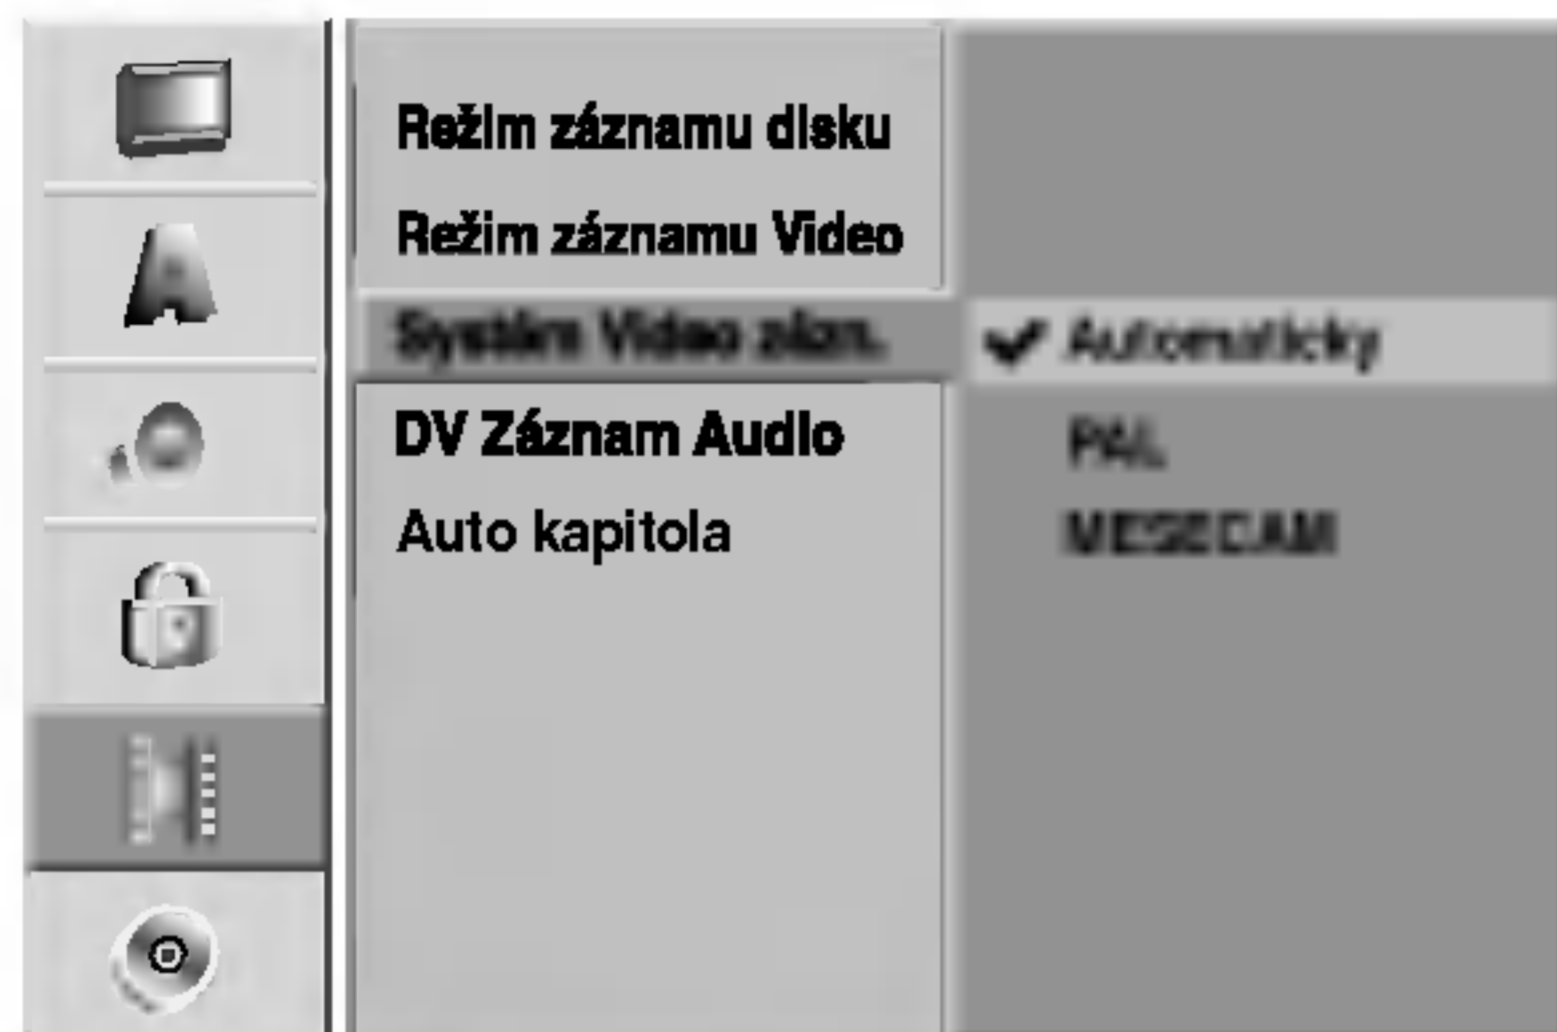 Režim záznamu disku
Režim záznamu Video
Systém Video zázn.
DV Záznam Audio
Auto kapitola
✔ Automaticky
PAL
MESECAM